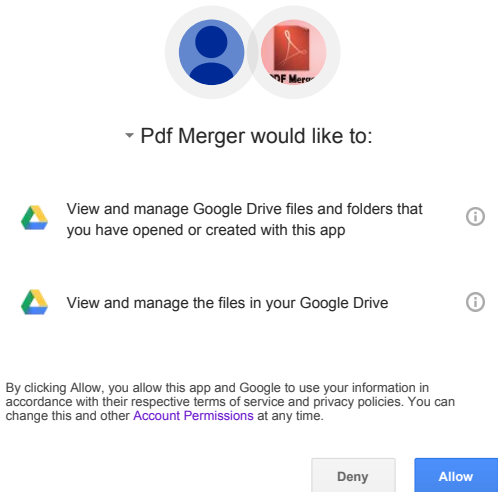 PDF Merge
Pdf Merger would like to:
View and manage Google Drive files and folders that
you have opened or created with this app
View and manage the files in your Google Drive
By clicking Allow, you allow this app and Google to use your information in
accordance with their respective terms of service and privacy policies. You can
change this and other Account Permissions at any time.
Deny Allow